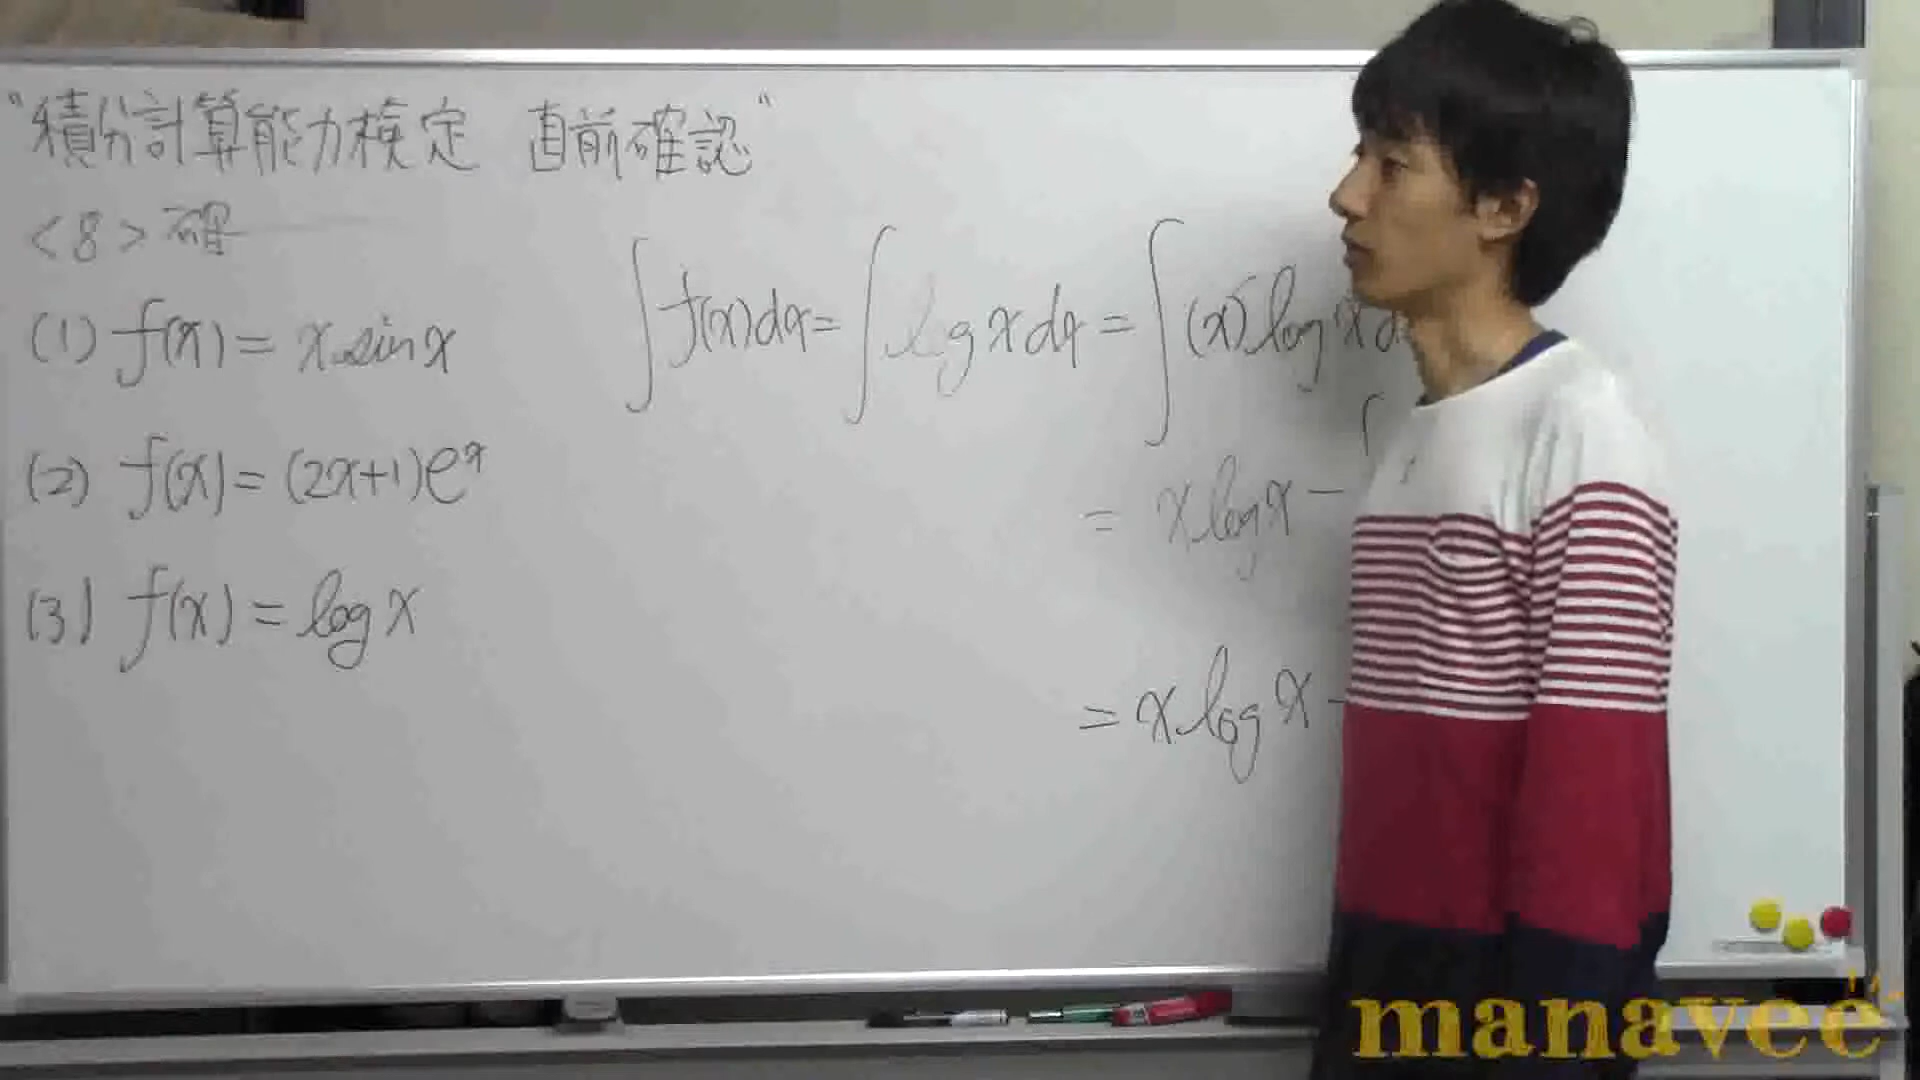 "積分計算能力検定 直前確認"
<8> 確
(1) f(x) = x sin x
(2) f(x) = (2x+1)eˣ
(3) f(x) = log x
∫f(x)dx = ∫log x dx = ∫(x)' log x d
= x log x −
= x log x −
manavee